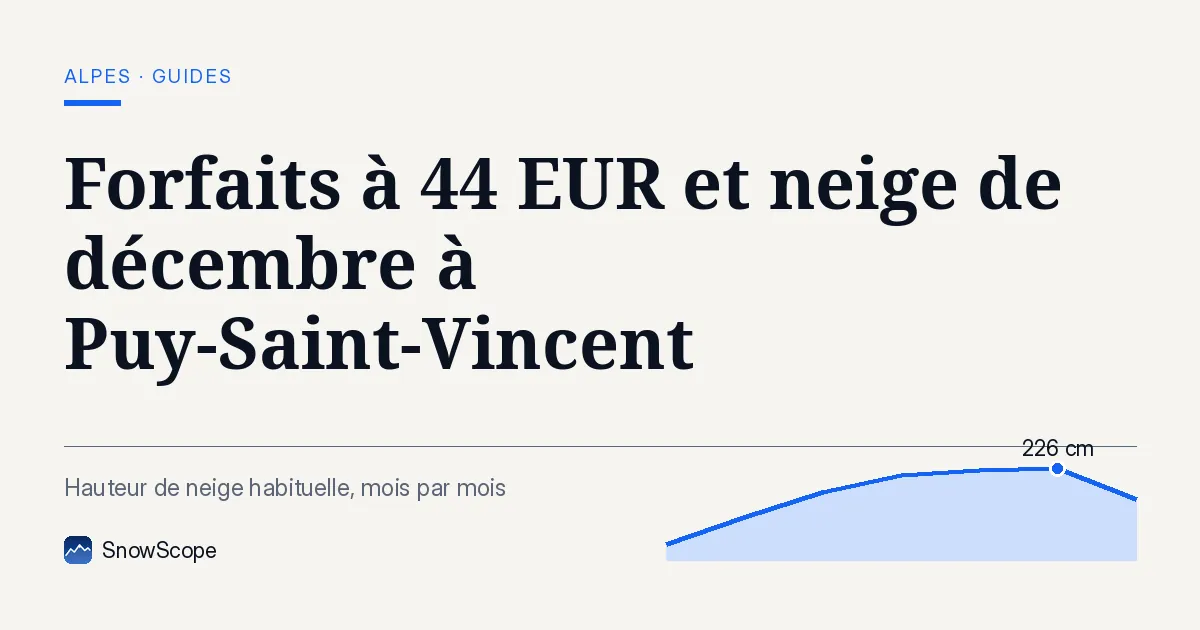 ALPES · GUIDES
Forfaits à 44 EUR et neige de
décembre à
Puy-Saint-Vincent
226 cm
Hauteur de neige habituelle, mois par mois
SnowScope